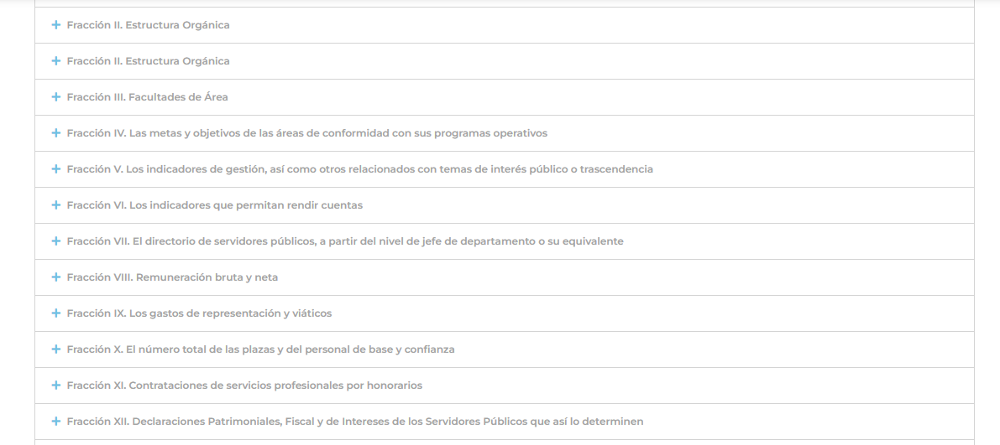 Fracción II. Estructura Orgánica
Fracción II. Estructura Orgánica
Fracción III. Facultades de Área
Fracción IV. Las metas y objetivos de las áreas de conformidad con sus programas operativos
Fracción V. Los indicadores de gestión, así como otros relacionados con temas de interés público o trascendencia
Fracción VI. Los indicadores que permitan rendir cuentas
Fracción VII. El directorio de servidores públicos, a partir del nivel de jefe de departamento o su equivalente
Fracción VIII. Remuneración bruta y neta
Fracción IX. Los gastos de representación y viáticos
Fracción X. El número total de las plazas y del personal de base y confianza
Fracción XI. Contrataciones de servicios profesionales por honorarios
Fracción XII. Declaraciones Patrimoniales, Fiscal y de Intereses de los Servidores Públicos que así lo determinen